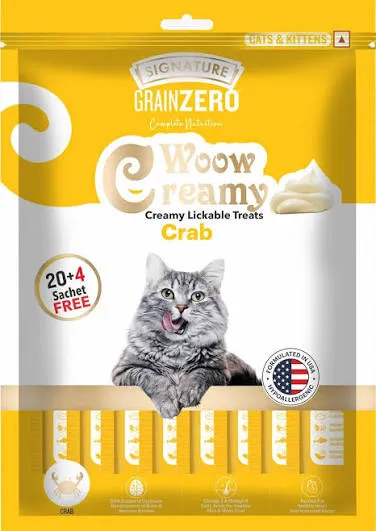 CATS & KITTENS
SIGNATURE
GRAINZERO
Complete Nutrition
Woow
Creamy
Creamy Lickable Treats
Crab
20+4
Sachet
FREE
FORMULATED IN USA
HYPOALLERGENIC
CRAB